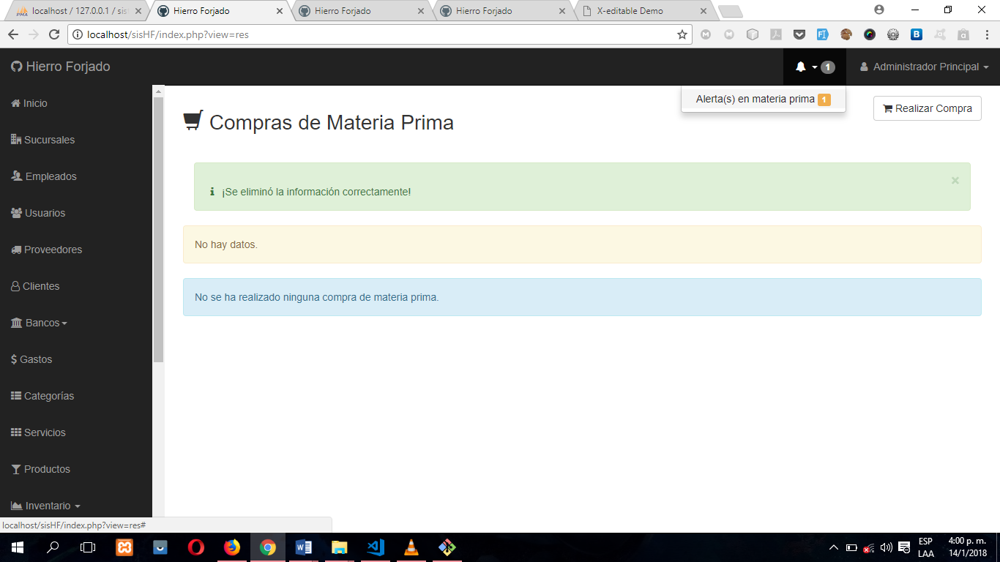 localhost / 127.0.0.1 / sis
Hierro Forjado
Hierro Forjado
Hierro Forjado
X-editable Demo
localhost/sisHF/index.php?view=res
Hierro Forjado
1
Administrador Principal
Alerta(s) en materia prima 1
Realizar Compra
Inicio
Sucursales
Empleados
Usuarios
Proveedores
Clientes
Bancos
Gastos
Categorías
Servicios
Productos
Inventario
Compras de Materia Prima
¡Se eliminó la información correctamente!
×
No hay datos.
No se ha realizado ninguna compra de materia prima.
localhost/sisHF/index.php?view=res#
ESP
LAA
4:00 p. m.
14/1/2018